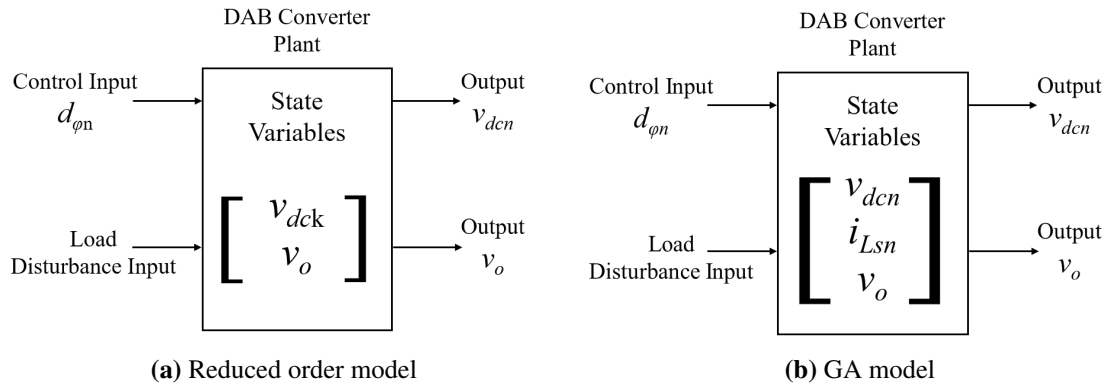 DAB Converter
Plant
Control Input
d_φn
State
Variables
Output
v_dcn
v_dck
v_o
Load
Disturbance Input
Output
v_o
(a) Reduced order model
DAB Converter
Plant
Control Input
d_φn
State
Variables
Output
v_dcn
v_dcn
i_Lsn
v_o
Load
Disturbance Input
Output
v_o
(b) GA model